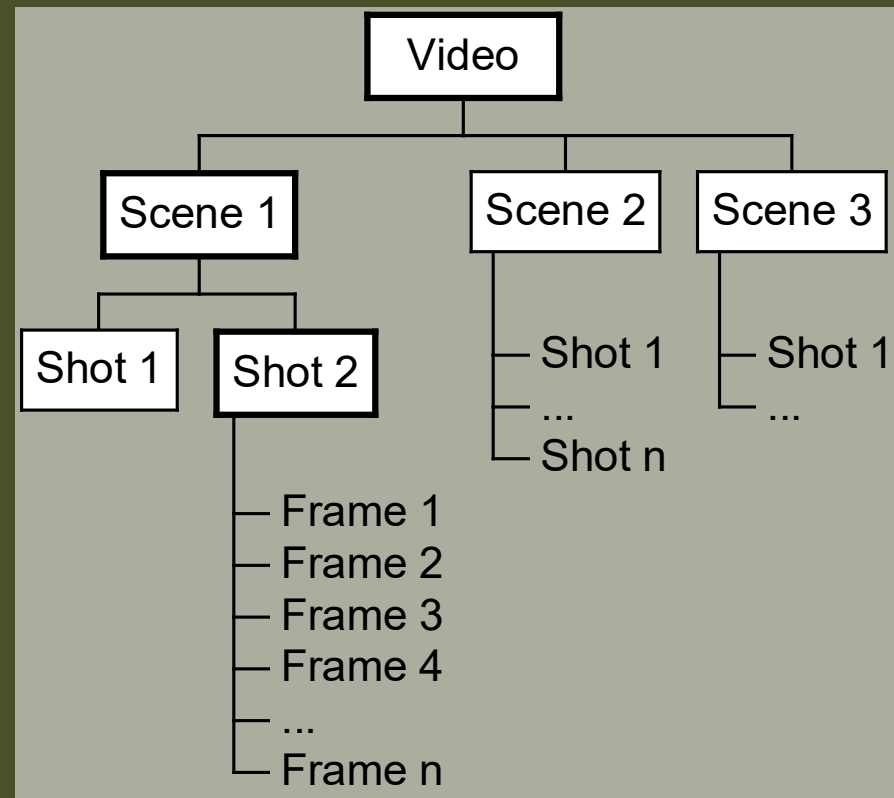 Video
Scene 1
Scene 2
Scene 3
Shot 1
Shot 2
Frame 1
Frame 2
Frame 3
Frame 4
...
Frame n
Shot 1
...
Shot n
Shot 1
...